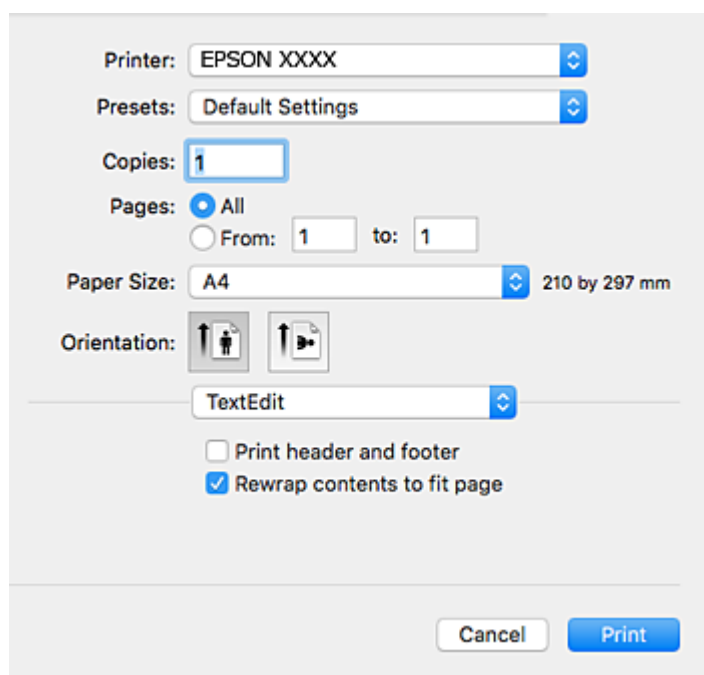 Printer: EPSON XXXX
Presets: Default Settings
Copies: 1
Pages: All
From: 1 to: 1
Paper Size: A4 210 by 297 mm
Orientation:
TextEdit
Print header and footer
Rewrap contents to fit page
Cancel Print